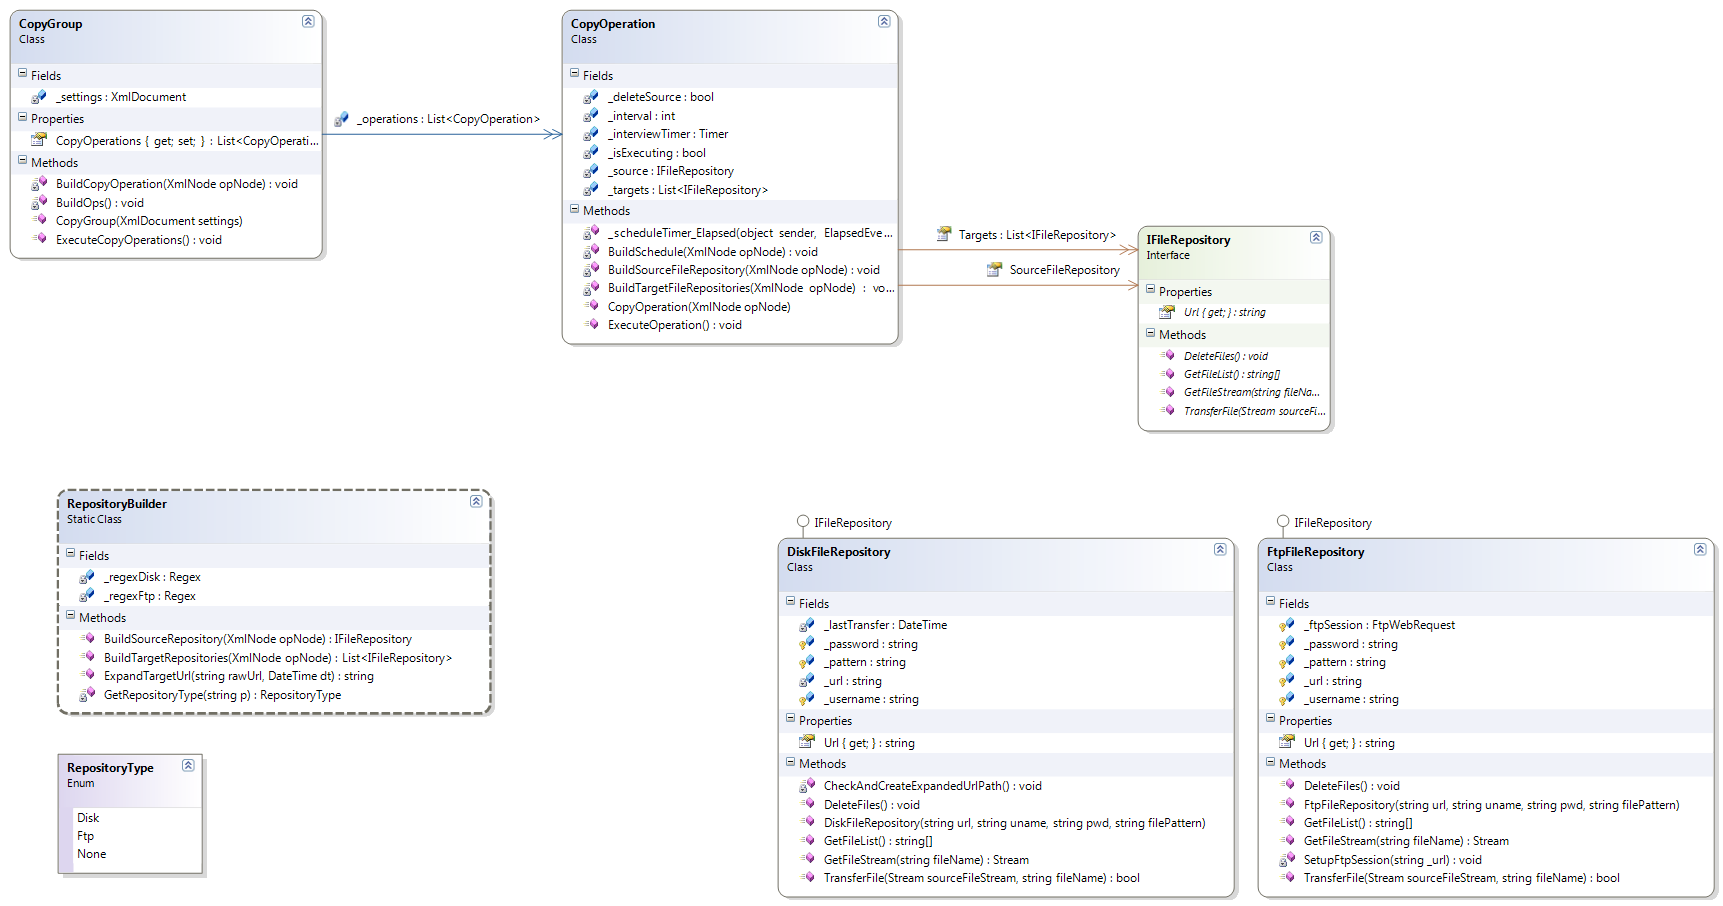 CopyGroup
Class
Fields
_settings : XmlDocument
Properties
CopyOperations { get; set; } : List<CopyOperati...
Methods
BuildCopyOperation(XmlNode opNode) : void
BuildOps() : void
CopyGroup(XmlDocument settings)
ExecuteCopyOperations() : void
_operations : List<CopyOperation>
CopyOperation
Class
Fields
_deleteSource : bool
_interval : int
_interviewTimer : Timer
_isExecuting : bool
_source : IFileRepository
_targets : List<IFileRepository>
Methods
_scheduleTimer_Elapsed(object sender, ElapsedEve...
BuildSchedule(XmlNode opNode) : void
BuildSourceFileRepository(XmlNode opNode) : void
BuildTargetFileRepositories(XmlNode opNode) : vo...
CopyOperation(XmlNode opNode)
ExecuteOperation() : void
Targets : List<IFileRepository>
SourceFileRepository
IFileRepository
Interface
Properties
Url { get; } : string
Methods
DeleteFiles() : void
GetFileList() : string[]
GetFileStream(string fileNa...
TransferFile(Stream sourceFi...
RepositoryBuilder
Static Class
Fields
_regexDisk : Regex
_regexFtp : Regex
Methods
BuildSourceRepository(XmlNode opNode) : IFileRepository
BuildTargetRepositories(XmlNode opNode) : List<IFileRepository>
ExpandTargetUrl(string rawUrl, DateTime dt) : string
GetRepositoryType(string p) : RepositoryType
RepositoryType
Enum
Disk
Ftp
None
IFileRepository
DiskFileRepository
Class
Fields
_lastTransfer : DateTime
_password : string
_pattern : string
_url : string
_username : string
Properties
Url { get; } : string
Methods
CheckAndCreateExpandedUrlPath() : void
DeleteFiles() : void
DiskFileRepository(string url, string uname, string pwd, string filePattern)
GetFileList() : string[]
GetFileStream(string fileName) : Stream
TransferFile(Stream sourceFileStream, string fileName) : bool
IFileRepository
FtpFileRepository
Class
Fields
_ftpSession : FtpWebRequest
_password : string
_pattern : string
_url : string
_username : string
Properties
Url { get; } : string
Methods
DeleteFiles() : void
FtpFileRepository(string url, string uname, string pwd, string filePattern)
GetFileList() : string[]
GetFileStream(string fileName) : Stream
SetupFtpSession(string _url) : void
TransferFile(Stream sourceFileStream, string fileName) : bool